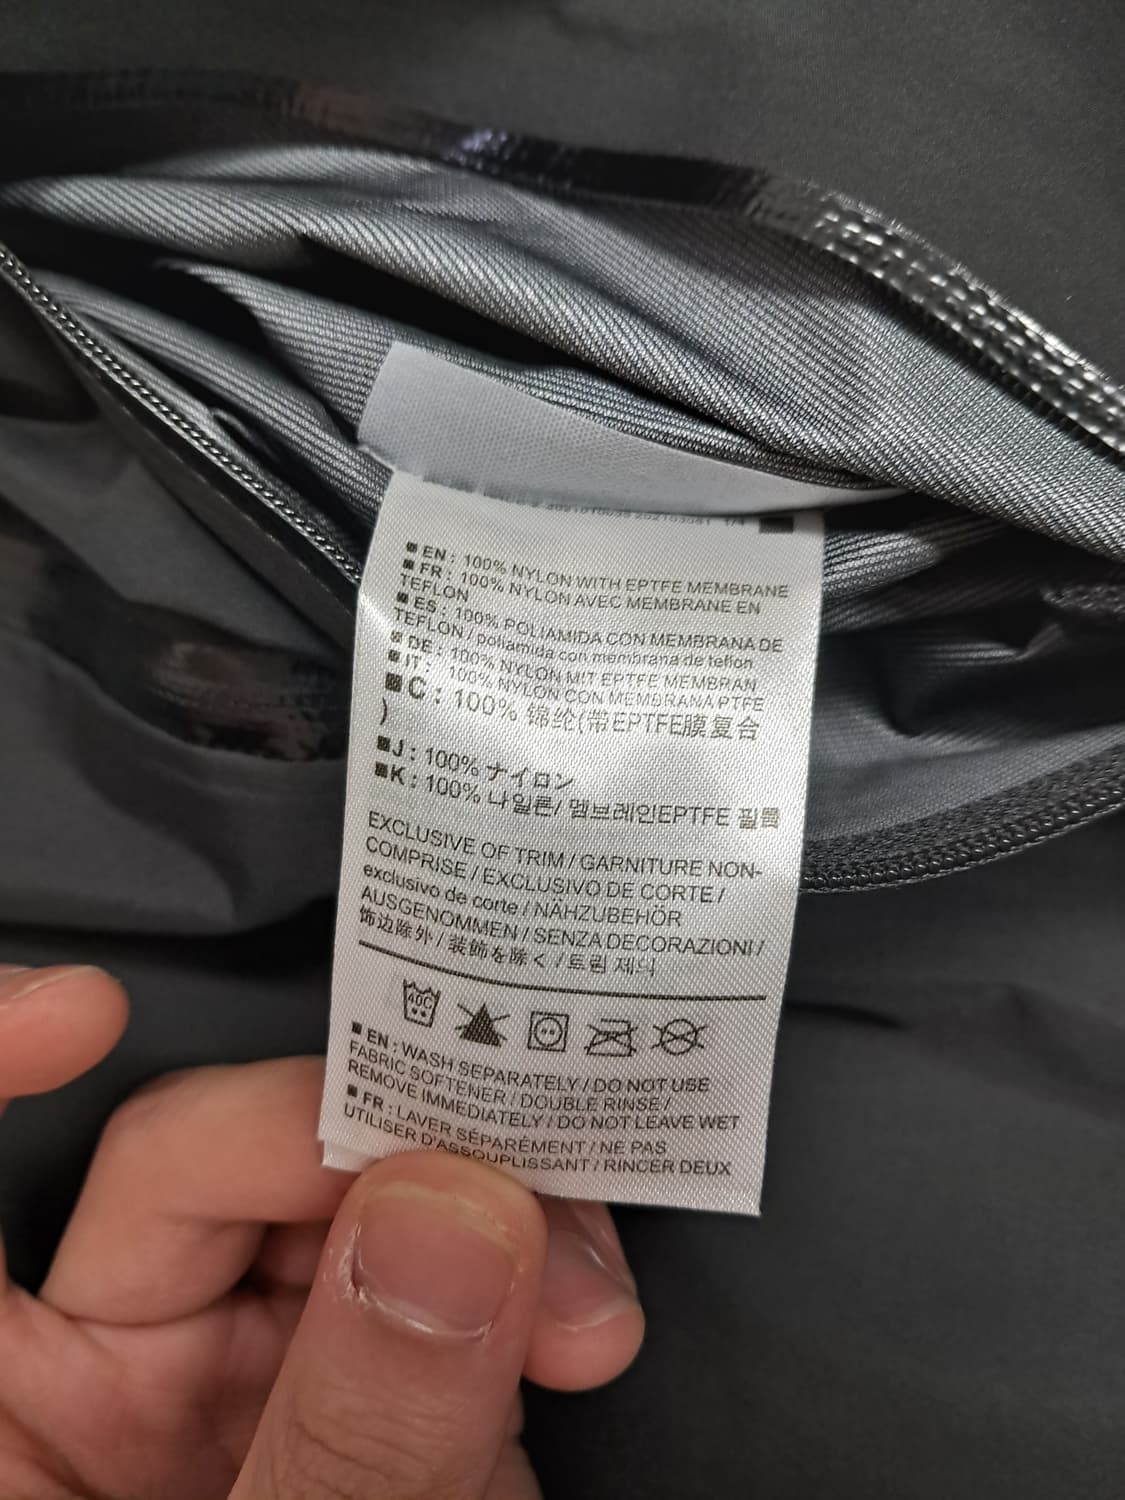 ■ EN : 100% NYLON WITH EPTFE MEMBRANE
■ FR : 100% NYLON AVEC MEMBRANE EN
TEFLON
■ ES : 100% POLIAMIDA CON MEMBRANA DE
TEFLON / poliamida con membrana de teflon
■ DE : 100% NYLON MIT EPTFE MEMBRAN
■ IT : 100% NYLON CON MEMBRANA PTFE
■ C : 100% 锦纶(带EPTFE膜复合
)
■ J : 100% ナイロン
■ K : 100% 나일론/ 멤브레인EPTFE 필름
EXCLUSIVE OF TRIM / GARNITURE NON-
COMPRISE / EXCLUSIVO DE CORTE /
exclusivo de corte / NÄHZUBEHÖR
AUSGENOMMEN / SENZA DECORAZIONI /
饰边除外 / 装飾を除く / 트림 제외
40C
■ EN : WASH SEPARATELY / DO NOT USE
FABRIC SOFTENER / DOUBLE RINSE /
REMOVE IMMEDIATELY / DO NOT LEAVE WET
■ FR : LAVER SÉPARÉMENT / NE PAS
UTILISER D'ASSOUPLISSANT / RINCER DEUX